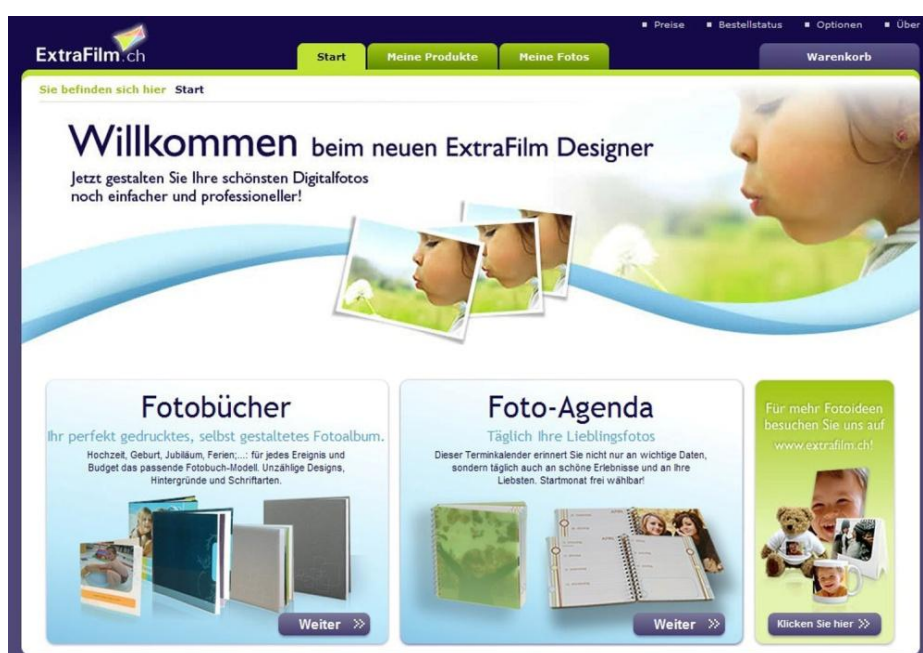 Preise Bestellstatus Optionen Über
ExtraFilm.ch
Start Meine Produkte Meine Fotos Warenkorb
Sie befinden sich hier Start
Willkommen beim neuen ExtraFilm Designer
Jetzt gestalten Sie Ihre schönsten Digitalfotos
noch einfacher und professioneller!
Fotobücher
Ihr perfekt gedrucktes, selbst gestaltetes Fotoalbum.
Hochzeit, Geburt, Jubiläum, Ferien;...: für jedes Ereignis und
Budget das passende Fotobuch-Modell. Unzählige Designs,
Hintergründe und Schriftarten.
Weiter
Foto-Agenda
Täglich Ihre Lieblingsfotos
Dieser Terminkalender erinnert Sie nicht nur an wichtige Daten,
sondern täglich auch an schöne Erlebnisse und an Ihre
Liebsten. Startmonat frei wählbar!
APRIL
APRIL
Weiter
Für mehr Fotoideen
besuchen Sie uns auf
www.extrafilm.ch!
Klicken Sie hier